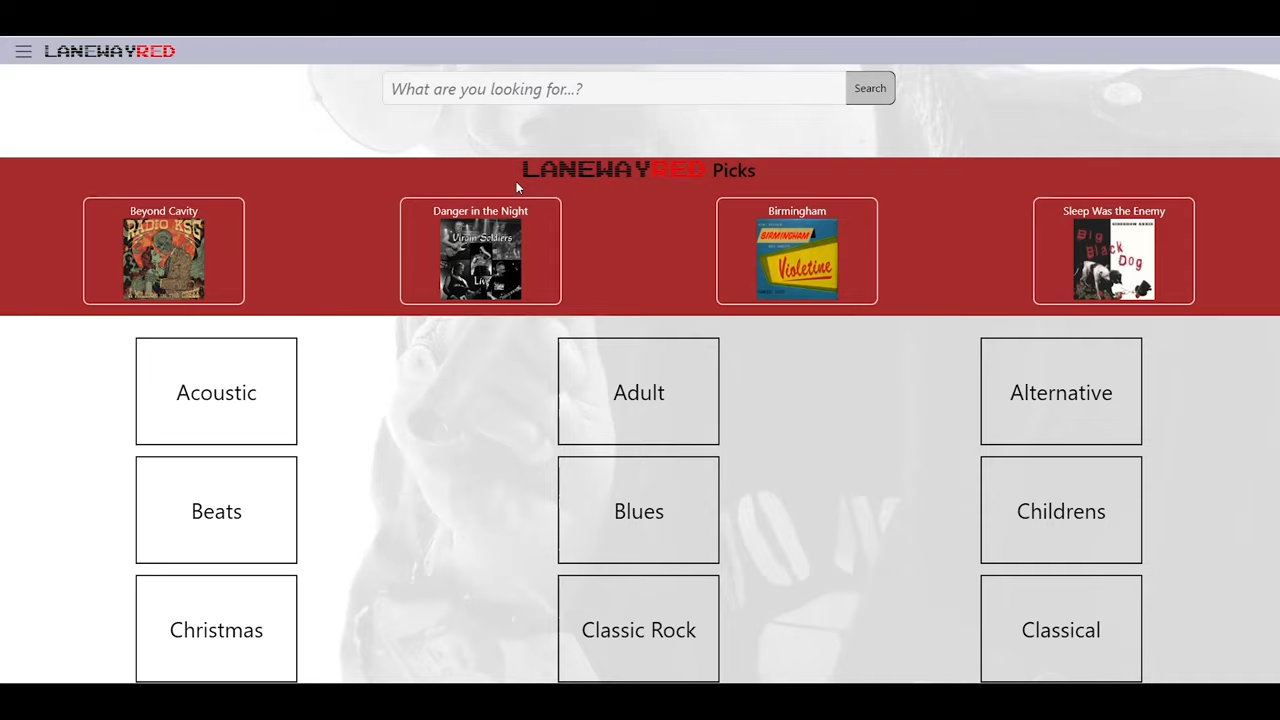 LANEWAYRED
What are you looking for...?
Search
LANEWAYRED Picks
Beyond Cavity
RADIO KSG
Danger in the Night
Virgin Soldiers
Live
Birmingham
BIRMINGHAM
Violetine
Sleep Was the Enemy
Big
Black
Dog
Acoustic
Adult
Alternative
Beats
Blues
Childrens
Christmas
Classic Rock
Classical